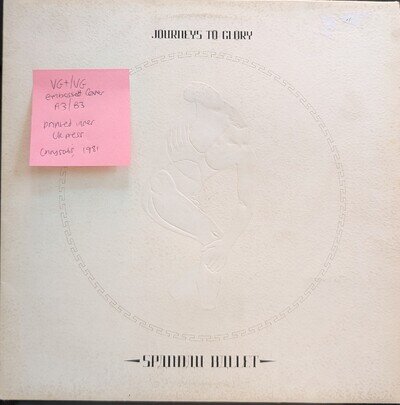 JOURNEYS TO GLORY
VG+/VG
embossed cover
A3/B3
printed inner
UK press
Chrysalis, 1981
SPANDAU BALLET